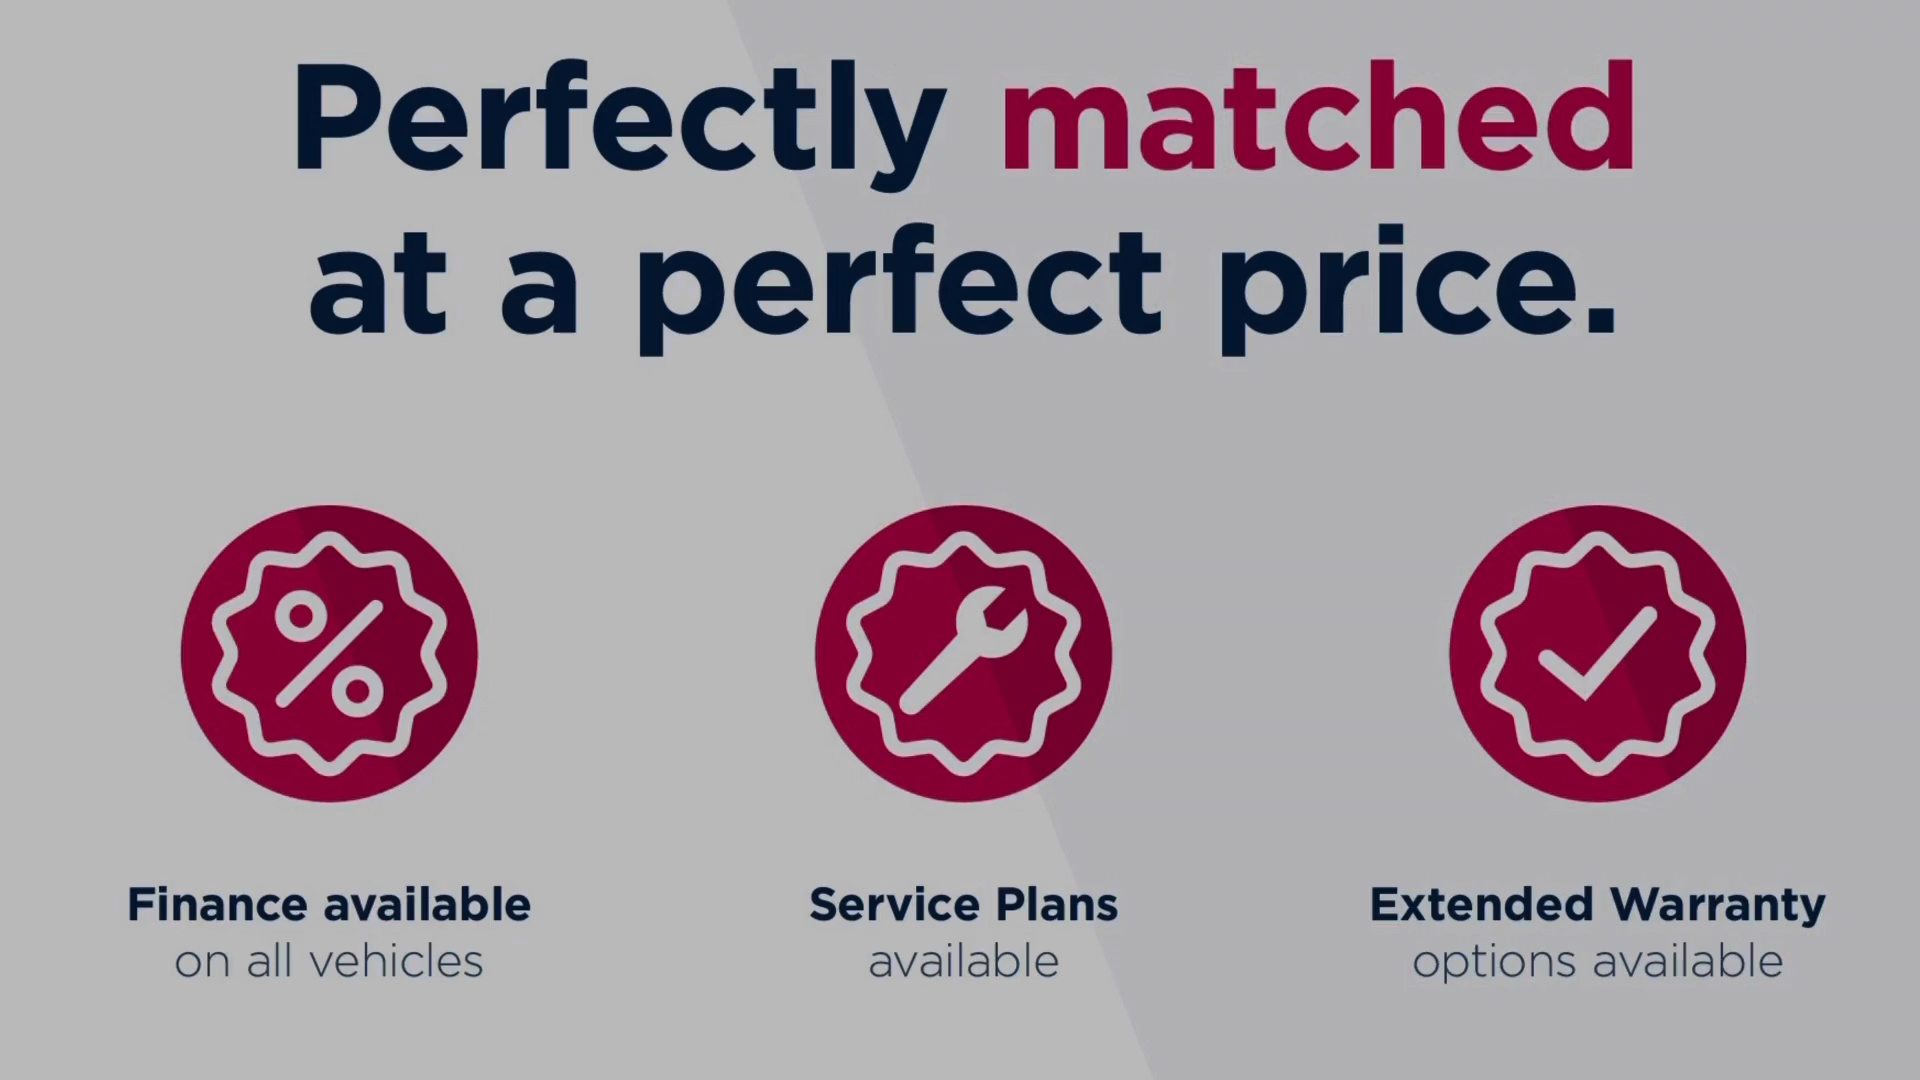 Perfectly matched
at a perfect price.
Finance available
on all vehicles
Service Plans
available
Extended Warranty
options available